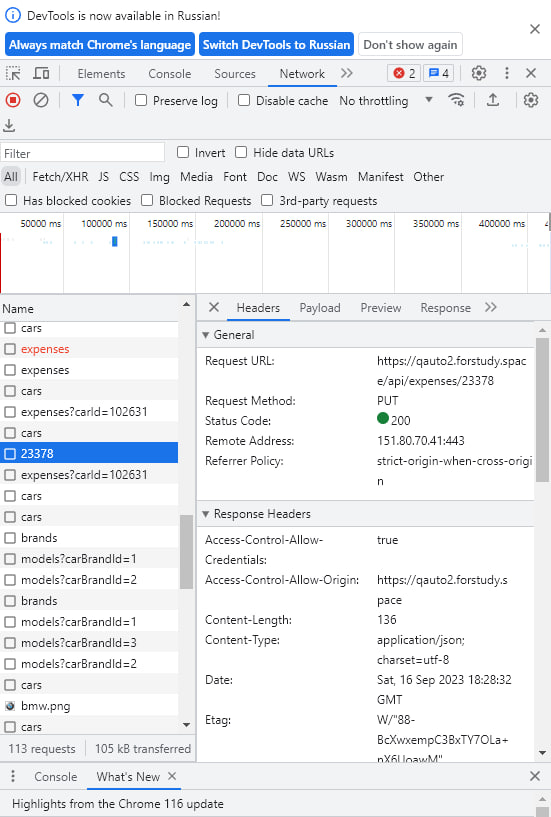 DevTools is now available in Russian!
Always match Chrome's language
Switch DevTools to Russian
Don't show again
Elements
Console
Sources
Network
2
4
Preserve log
Disable cache
No throttling
Filter
Invert
Hide data URLs
All
Fetch/XHR
JS
CSS
Img
Media
Font
Doc
WS
Wasm
Manifest
Other
Has blocked cookies
Blocked Requests
3rd-party requests
50000 ms
100000 ms
150000 ms
200000 ms
250000 ms
300000 ms
350000 ms
400000 ms
4
Name
cars
expenses
expenses
cars
expenses?carId=102631
cars
23378
expenses?carId=102631
cars
cars
brands
models?carBrandId=1
models?carBrandId=2
brands
models?carBrandId=1
models?carBrandId=3
models?carBrandId=2
cars
bmw.png
cars
113 requests
105 kB transferred
Headers
Payload
Preview
Response
General
Request URL:
https://qauto2.forstudy.spac
e/api/expenses/23378
Request Method:
PUT
Status Code:
200
Remote Address:
151.80.70.41:443
Referrer Policy:
strict-origin-when-cross-origi
n
Response Headers
Access-Control-Allow-
Credentials:
true
Access-Control-Allow-Origin:
https://qauto2.forstudy.s
pace
Content-Length:
136
Content-Type:
application/json;
charset=utf-8
Date:
Sat, 16 Sep 2023 18:28:32
GMT
Etag:
W/"88-
BcXwxempC3BxTY7OLa+
nX6UoawM"
Console
What's New
Highlights from the Chrome 116 update